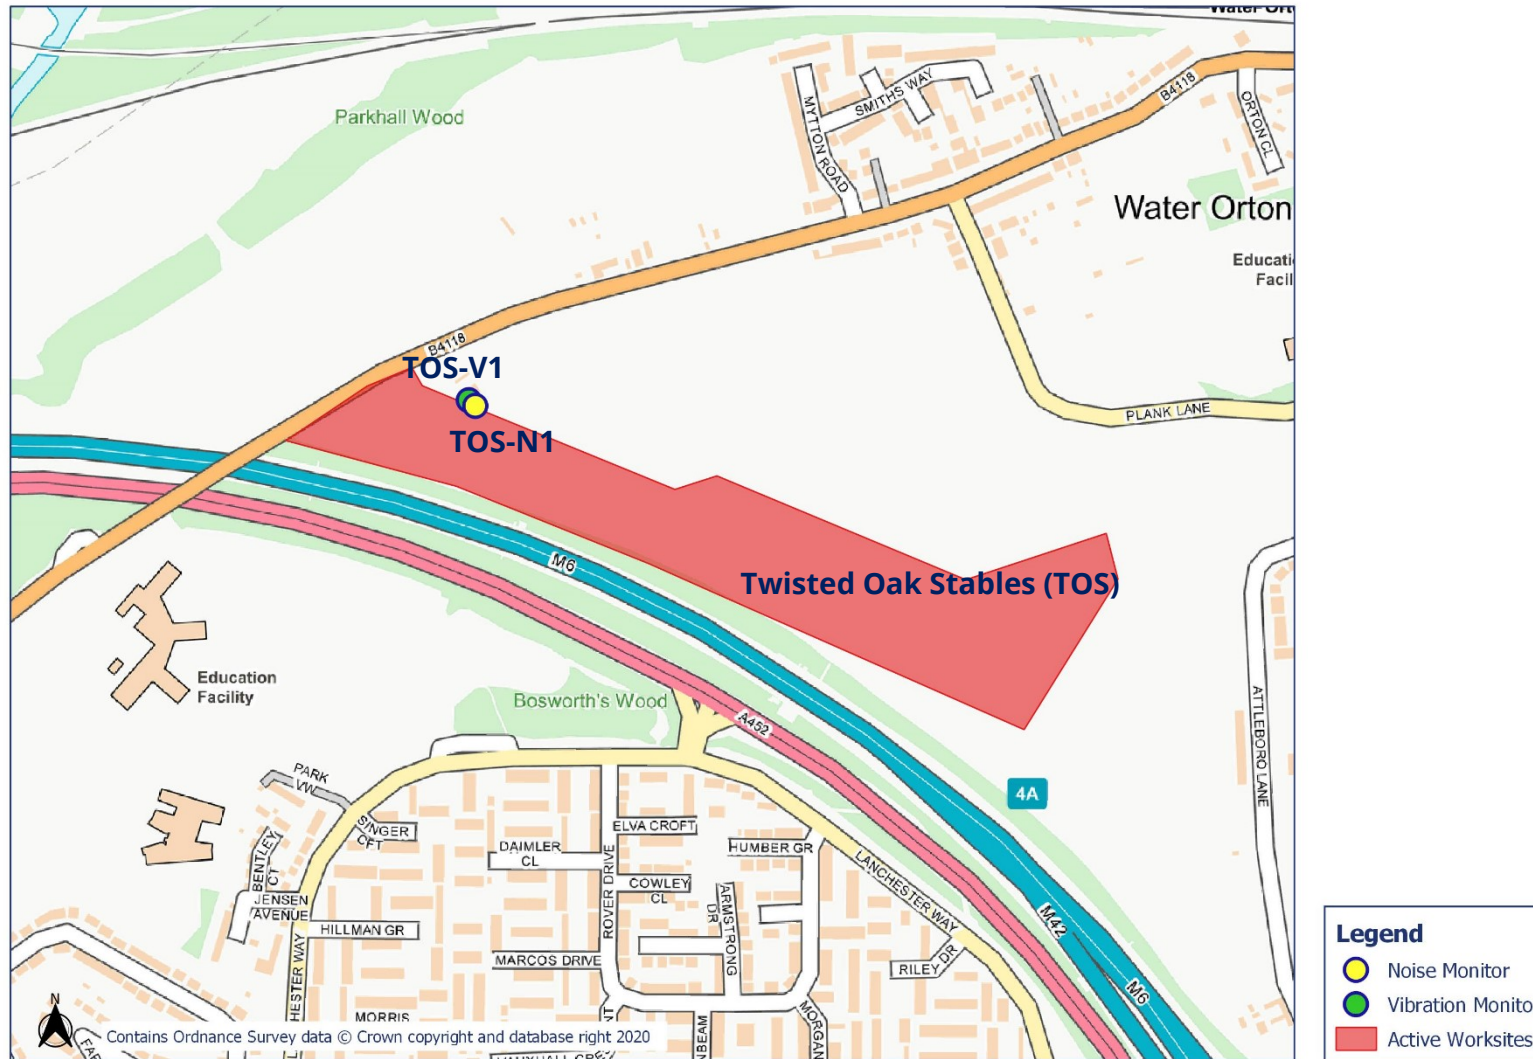 Parkhall Wood
MYTTON ROAD
SMITHS WAY
B4118
ORTON CL
Water Orton
B4118
TOS-V1
TOS-N1
PLANK LANE
M6
Twisted Oak Stables (TOS)
Education
Facility
Bosworth's Wood
A452
ATTLEBORO LANE
4A
PARK
VW
SINGER
CFT
BENTLEY
CT
JENSEN
AVENUE
HILLMAN GR
DAIMLER
CL
ROVER DRIVE
ELVA CROFT
COWLEY
CL
HUMBER GR
ARMSTRONG
DR
LANCHESTER WAY
MARCOS DRIVE
RILEY DR
M42
M6
MORRIS
MORGAN
N
Contains Ordnance Survey data © Crown copyright and database right 2020
Legend
Noise Monitor
Vibration Monito
Active Worksites